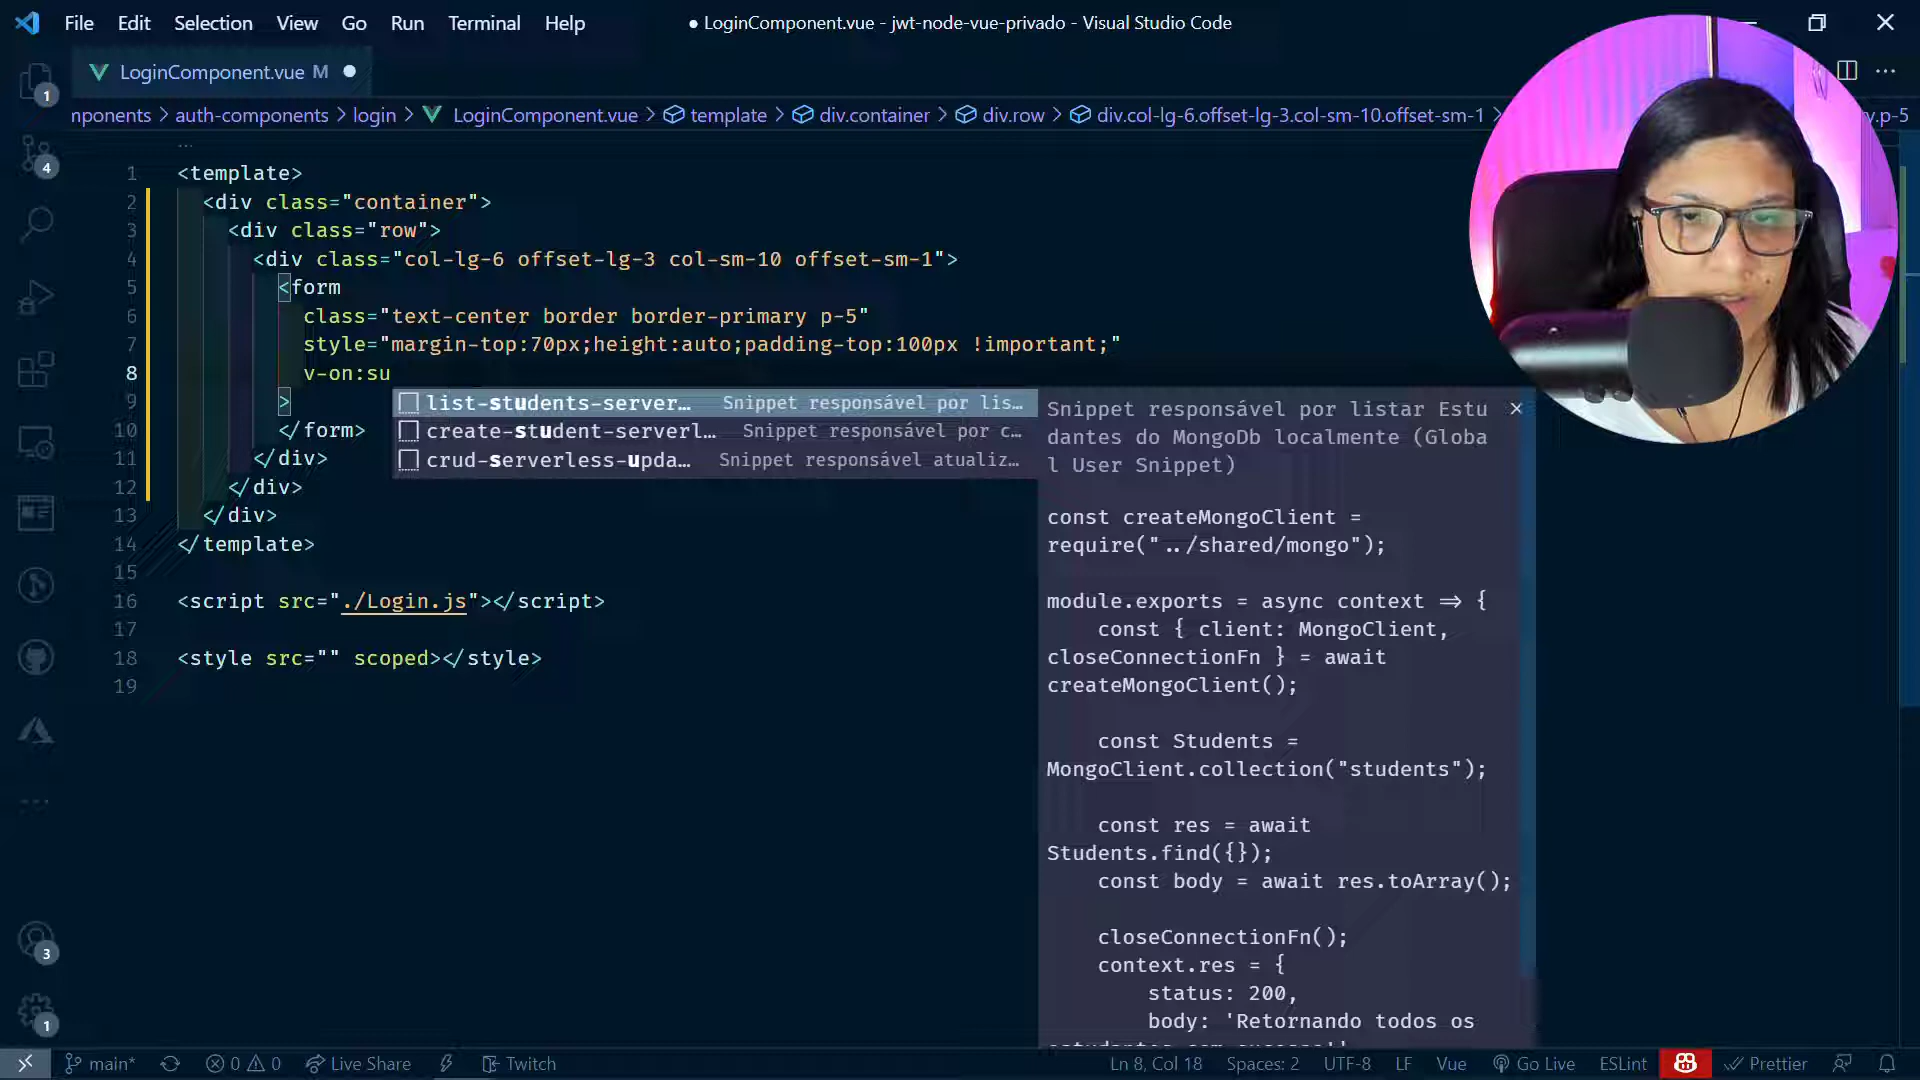 File Edit Selection View Go Run Terminal Help
● LoginComponent.vue - jwt-node-vue-privado - Visual Studio Code
LoginComponent.vue M ●
nponents > auth-components > login > LoginComponent.vue > template > div.container > div.row > div.col-lg-6.offset-lg-3.col-sm-10.offset-sm-1 > y.p-5
1 <template>
2 <div class="container">
3 <div class="row">
4 <div class="col-lg-6 offset-lg-3 col-sm-10 offset-sm-1">
5 <form
6 class="text-center border border-primary p-5"
7 style="margin-top:70px;height:auto;padding-top:100px !important;"
8 v-on:su
9 >
10 </form>
11 </div>
12 </div>
13 </div>
14 </template>
15
16 <script src="./Login.js"></script>
17
18 <style src="" scoped></style>
19
list-students-server… Snippet responsável por lis…
create-student-serverl… Snippet responsável por c…
crud-serverless-upda… Snippet responsável atualiz…
Snippet responsável por listar Estu
dantes do MongoDb localmente (Globa
l User Snippet)
const createMongoClient =
require("../shared/mongo");
module.exports = async context => {
const { client: MongoClient,
closeConnectionFn } = await
createMongoClient();
const Students =
MongoClient.collection("students");
const res = await
Students.find({});
const body = await res.toArray();
closeConnectionFn();
context.res = {
status: 200,
body: 'Retornando todos os
1
4
3
1
main* 0 0 Live Share Twitch
Ln 8, Col 18 Spaces: 2 UTF-8 LF Vue Go Live ESLint Prettier